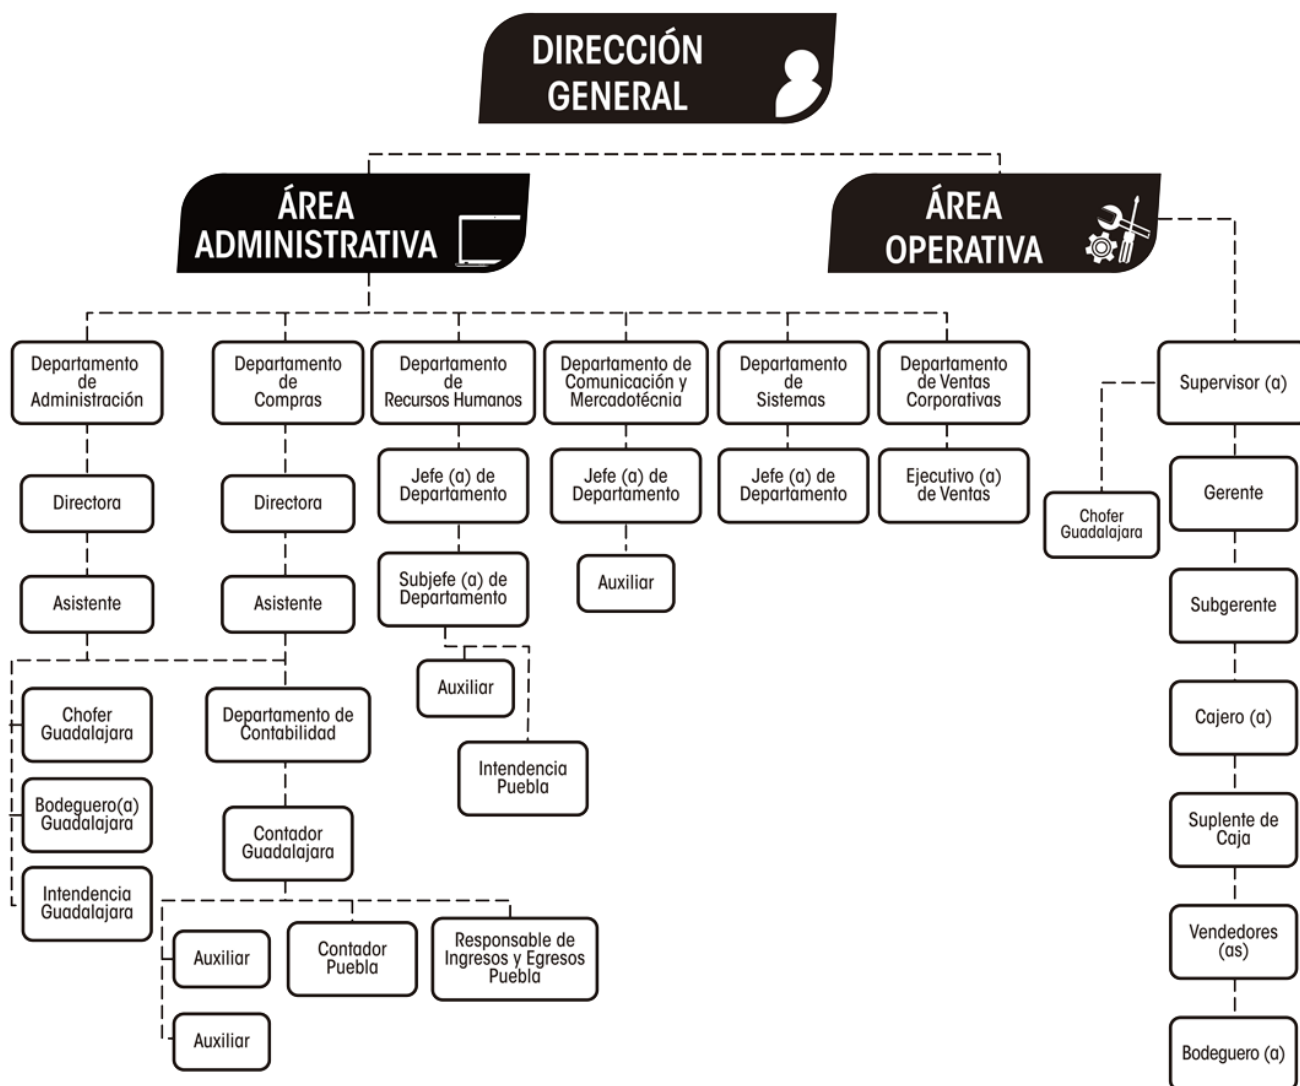 DIRECCIÓN
GENERAL
ÁREA
ADMINISTRATIVA
ÁREA
OPERATIVA
Departamento
de
Administración
Departamento
de
Compras
Departamento
de
Recursos Humanos
Departamento de
Comunicación y
Mercadotécnia
Departamento
de
Sistemas
Departamento
de Ventas
Corporativas
Supervisor (a)
Directora
Directora
Jefe (a) de
Departamento
Jefe (a) de
Departamento
Jefe (a) de
Departamento
Ejecutivo (a)
de Ventas
Chofer
Guadalajara
Gerente
Asistente
Asistente
Subjefe (a) de
Departamento
Auxiliar
Subgerente
Chofer
Guadalajara
Departamento de
Contabilidad
Auxiliar
Cajero (a)
Bodeguero(a)
Guadalajara
Contador
Guadalajara
Intendencia
Puebla
Suplente de
Caja
Intendencia
Guadalajara
Auxiliar
Contador
Puebla
Responsable de
Ingresos y Egresos
Puebla
Vendedores
(as)
Auxiliar
Bodeguero (a)